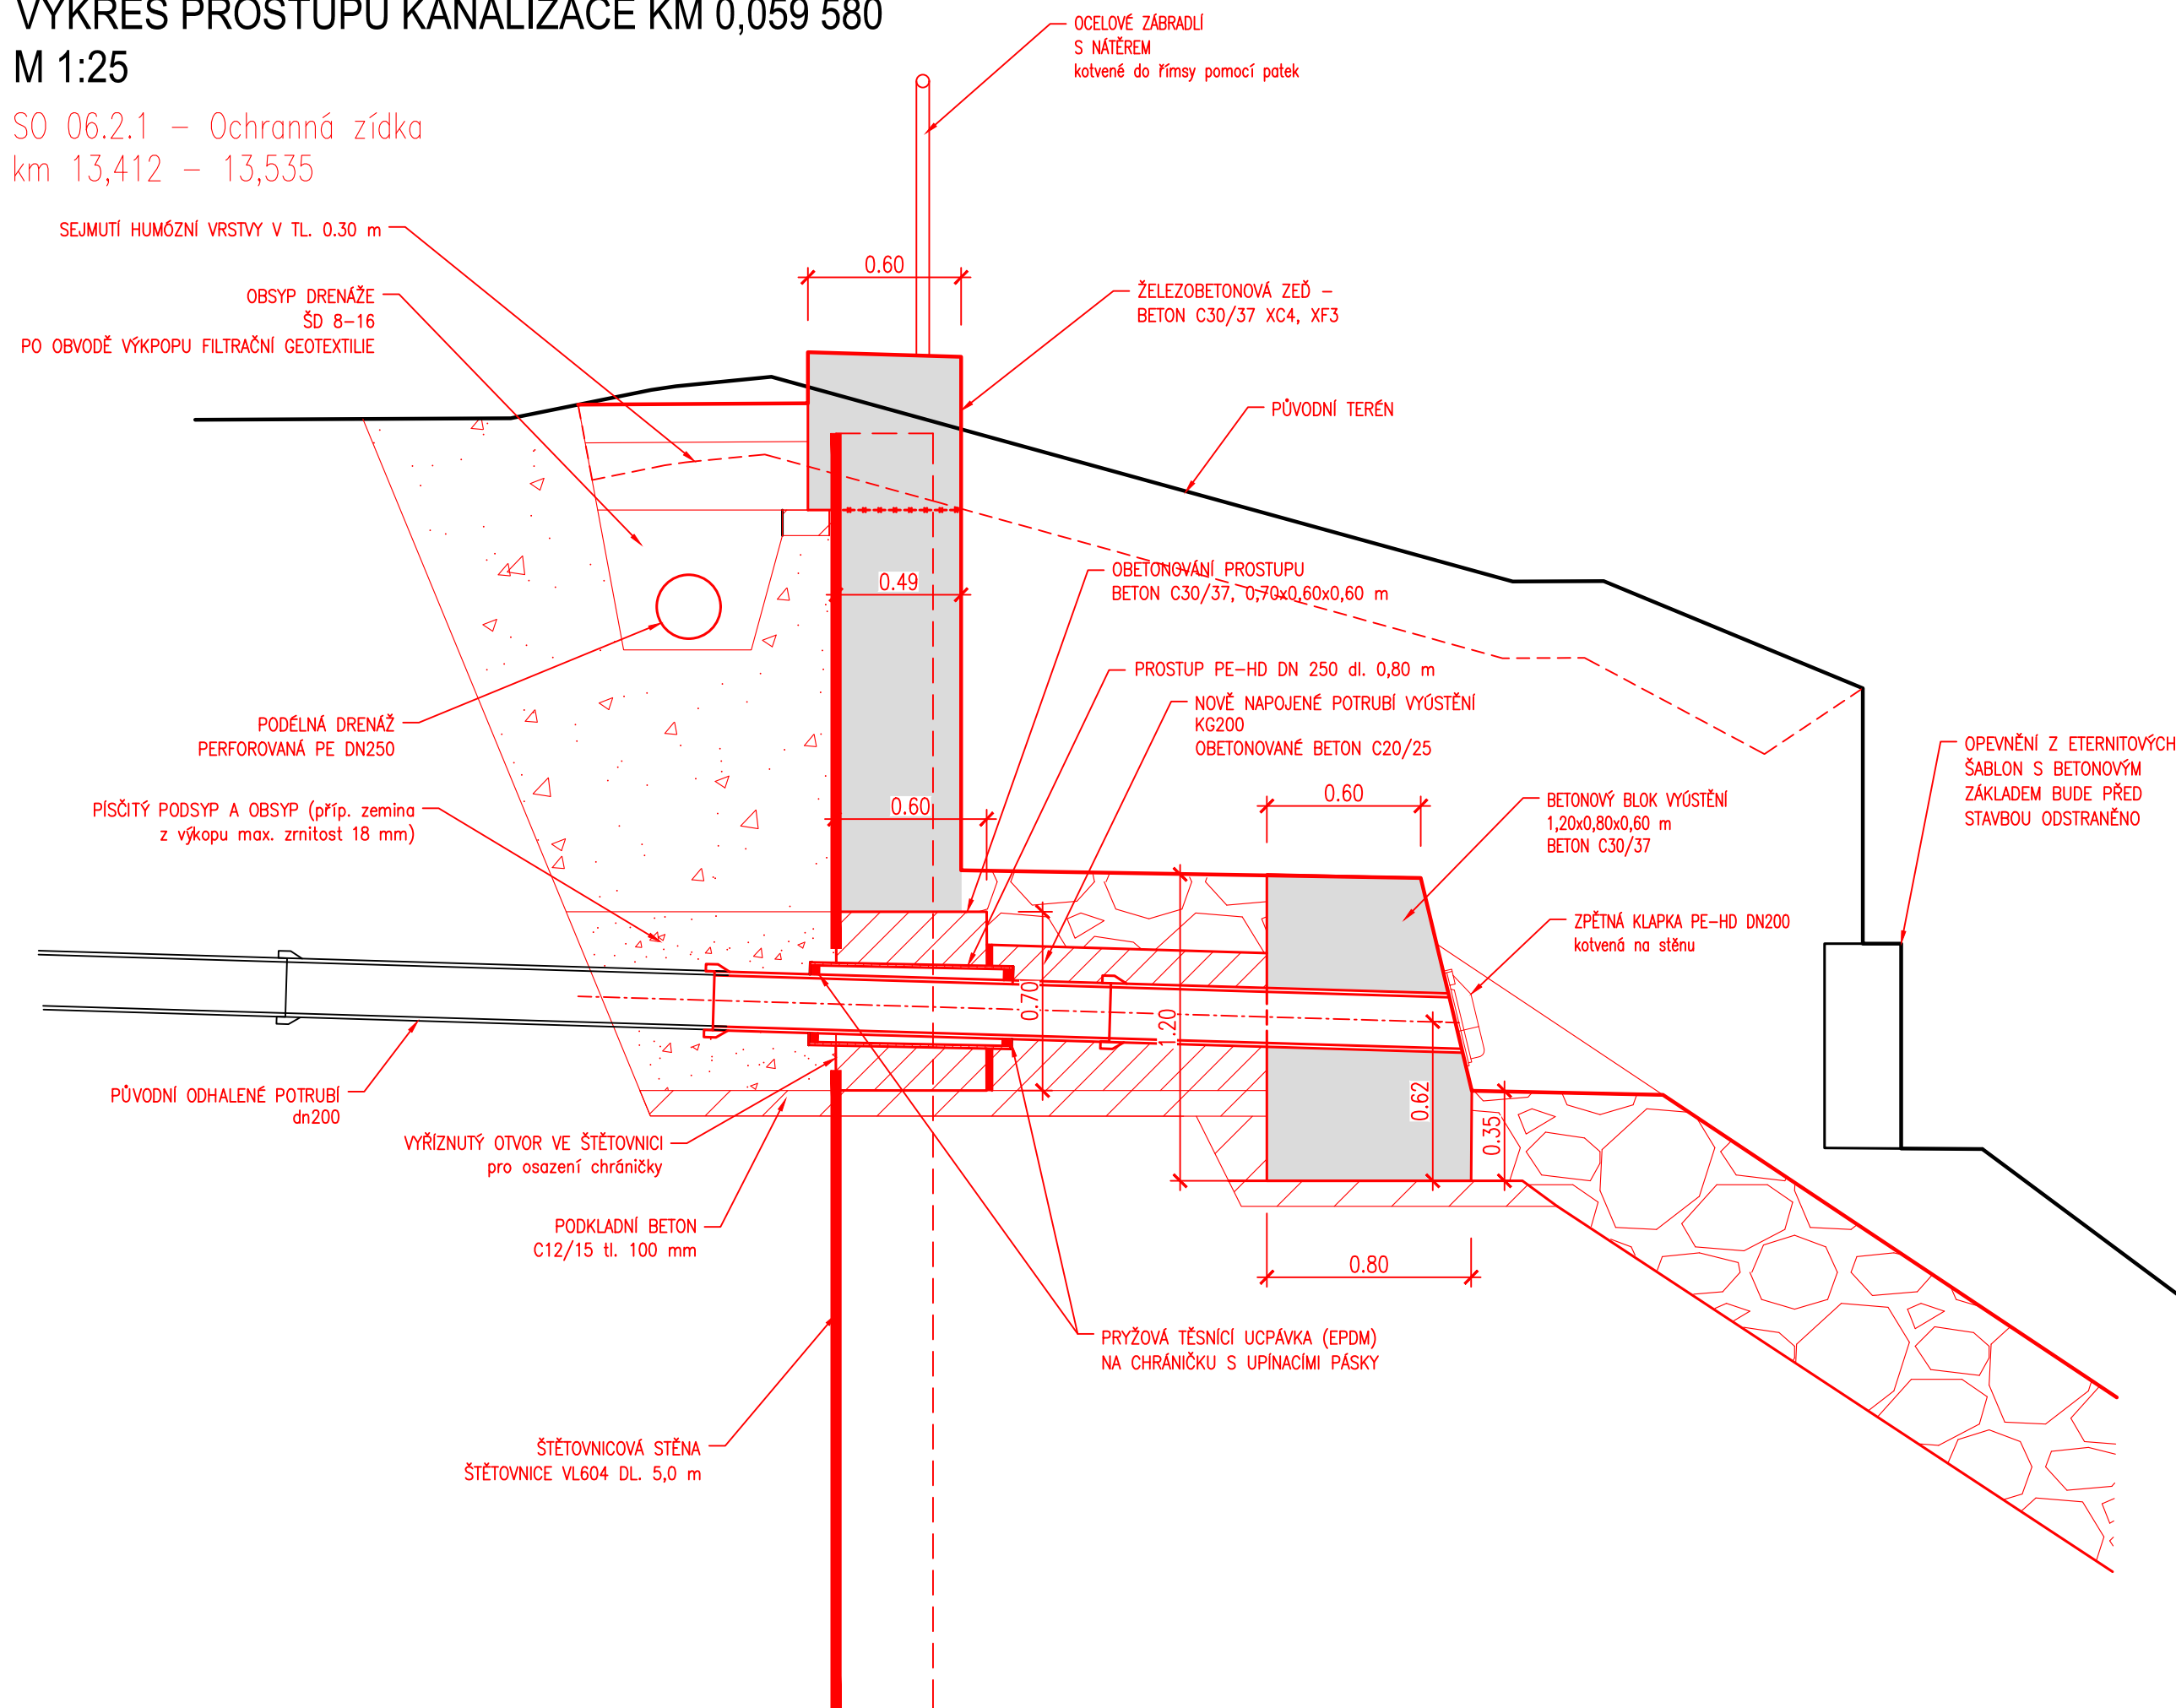 VÝKRES PROSTUPU KANALIZACE KM 0,059 580
M 1:25
SO 06.2.1 – Ochranná zídka
km 13,412 – 13,535
OCELOVÉ ZÁBRADLÍ
S NÁTĚREM
kotvené do římsy pomocí patek
SEJMUTÍ HUMÓZNÍ VRSTVY V TL. 0.30 m
0.60
OBSYP DRENÁŽE
ŠD 8–16
PO OBVODĚ VÝKPOPU FILTRAČNÍ GEOTEXTILIE
ŽELEZOBETONOVÁ ZEĎ –
BETON C30/37 XC4, XF3
PŮVODNÍ TERÉN
0.49
OBETONOVÁNÍ PROSTUPU
BETON C30/37, 0,70x0,60x0,60 m
PROSTUP PE–HD DN 250 dl. 0,80 m
NOVĚ NAPOJENÉ POTRUBÍ VYÚSTĚNÍ
KG200
OBETONOVANÉ BETON C20/25
PODÉLNÁ DRENÁŽ
PERFOROVANÁ PE DN250
OPEVNĚNÍ Z ETERNITOVÝCH
ŠABLON S BETONOVÝM
ZÁKLADEM BUDE PŘED
STAVBOU ODSTRANĚNO
0.60
0.60
BETONOVÝ BLOK VYÚSTĚNÍ
1,20x0,80x0,60 m
BETON C30/37
PÍSČITÝ PODSYP A OBSYP (příp. zemina
z výkopu max. zrnitost 18 mm)
ZPĚTNÁ KLAPKA PE–HD DN200
kotvená na stěnu
0.70
1.20
0.62
0.35
PŮVODNÍ ODHALENÉ POTRUBÍ
dn200
VYŘÍZNUTÝ OTVOR VE ŠTĚTOVNICI
pro osazení chráničky
PODKLADNÍ BETON
C12/15 tl. 100 mm
0.80
PRYŽOVÁ TĚSNÍCÍ UCPÁVKA (EPDM)
NA CHRÁNIČKU S UPÍNACÍMI PÁSKY
ŠTĚTOVNICOVÁ STĚNA
ŠTĚTOVNICE VL604 DL. 5,0 m